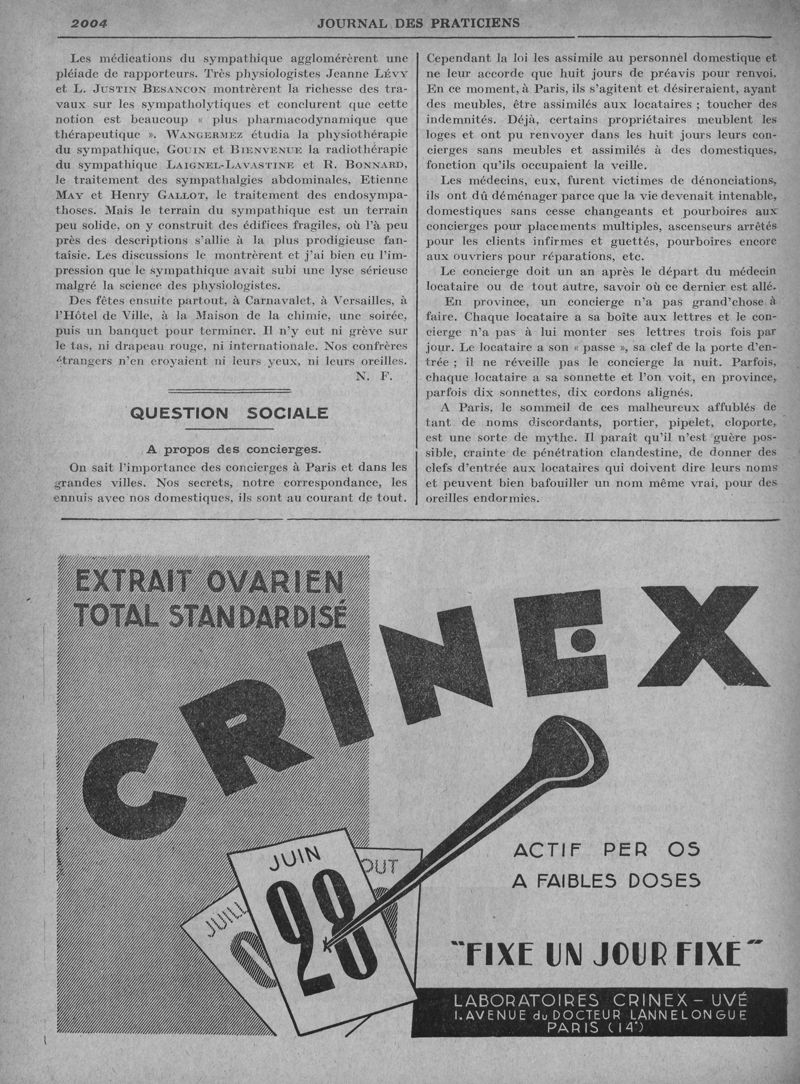 2004
JOURNAL DES PRATICIENS
Les médications du sympathique agglomérèrent une
pléiade de rapporteurs. Très physiologistes Jeanne LÉVY
et L. JUSTIN BESANCON montrèrent la richesse des tra-
vaux sur les sympatholytiques et conclurent que cette
notion est beaucoup « plus pharmacodynamique que
thérapeutique ». WANGERMEZ étudia la physiothérapie
du sympathique, GOUIN et BIENVENUE la radiothérapie
du sympathique LAIGNEL-LAVASTINE et R. BONNARD,
le traitement des sympathalgies abdominales, Etienne
MAY et Henry GALLOT, le traitement des endosympa-
thoses. Mais le terrain du sympathique est un terrain
peu solide, on y construit des édifices fragiles, où l'à peu
près des descriptions s'allie à la plus prodigieuse fan-
taisie. Les discussions le montrèrent et j'ai bien eu l'im-
pression que le sympathique avait subi une lyse sérieuse
malgré la science des physiologistes.
Des fêtes ensuite partout, à Carnavalet, à Versailles, à
l'Hôtel de Ville, à la Maison de la chimie, une soirée,
puis un banquet pour terminer. Il n'y eut ni grève sur
le tas, ni drapeau rouge, ni internationale. Nos confrères
étrangers n'en croyaient ni leurs yeux, ni leurs oreilles.
N. F.
QUESTION SOCIALE
A propos des concierges.
On sait l'importance des concierges à Paris et dans les
grandes villes. Nos secrets, notre correspondance, les
ennuis avec nos domestiques, ils sont au courant de tout.
Cependant la loi les assimile au personnel domestique et
ne leur accorde que huit jours de préavis pour renvoi.
En ce moment, à Paris, ils s'agitent et désireraient, ayant
des meubles, être assimilés aux locataires ; toucher des
indemnités. Déjà, certains propriétaires meublent les
loges et ont pu renvoyer dans les huit jours leurs con-
cierges sans meubles et assimilés à des domestiques,
fonction qu'ils occupaient la veille.
Les médecins, eux, furent victimes de dénonciations,
ils ont dû déménager parce que la vie devenait intenable,
domestiques sans cesse changeants et pourboires aux
concierges pour placements multiples, ascenseurs arrêtés
pour les clients infirmes et guettés, pourboires encore
aux ouvriers pour réparations, etc.
Le concierge doit un an après le départ du médecin
locataire ou de tout autre, savoir où ce dernier est allé.
En province, un concierge n'a pas grand'chose à
faire. Chaque locataire a sa boîte aux lettres et le con-
cierge n'a pas à lui monter ses lettres trois fois par
jour. Le locataire a son « passe », sa clef de la porte d'en-
trée ; il ne réveille pas le concierge la nuit. Parfois,
chaque locataire a sa sonnette et l'on voit, en province,
parfois dix sonnettes, dix cordons alignés.
A Paris, le sommeil de ces malheureux affublés de
tant de noms discordants, portier, pipelet, cloporte,
est une sorte de mythe. Il paraît qu'il n'est guère pos-
sible, crainte de pénétration clandestine, de donner des
clefs d'entrée aux locataires qui doivent dire leurs noms
et peuvent bien bafouiller un nom même vrai, pour des
oreilles endormies.
EXTRAIT OVARIEN
TOTAL STANDARDISÉ
CRINEX
JUIN
28
JUILL
OUT
ACTIF PER OS
A FAIBLES DOSES
"FIXE UN JOUR FIXE"
LABORATOIRES CRINEX – UVÉ
1. AVENUE du DOCTEUR LANNELONGUE
PARIS (14°)